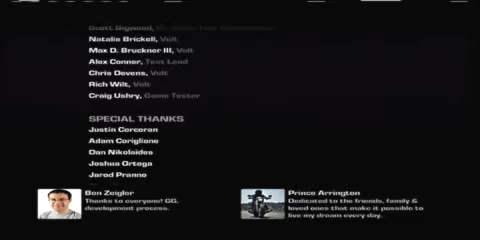 Scott Bigwood,
Natalie Brickell, Volt
Max D. Bruckner III, Volt
Alex Conner, Test Lead
Chris Devens, Volt
Rich Wilt, Volt
Craig Ushry, Game Tester
SPECIAL THANKS
Justin Corcoran
Adam Coriglione
Dan Nikolaides
Joshua Ortega
Jarod Pranno
Ben Zeigler
Thanks to everyone! GG,
development process.
Prince Arrington
Dedicated to the friends, family &
loved ones that make it possible to
live my dream every day.